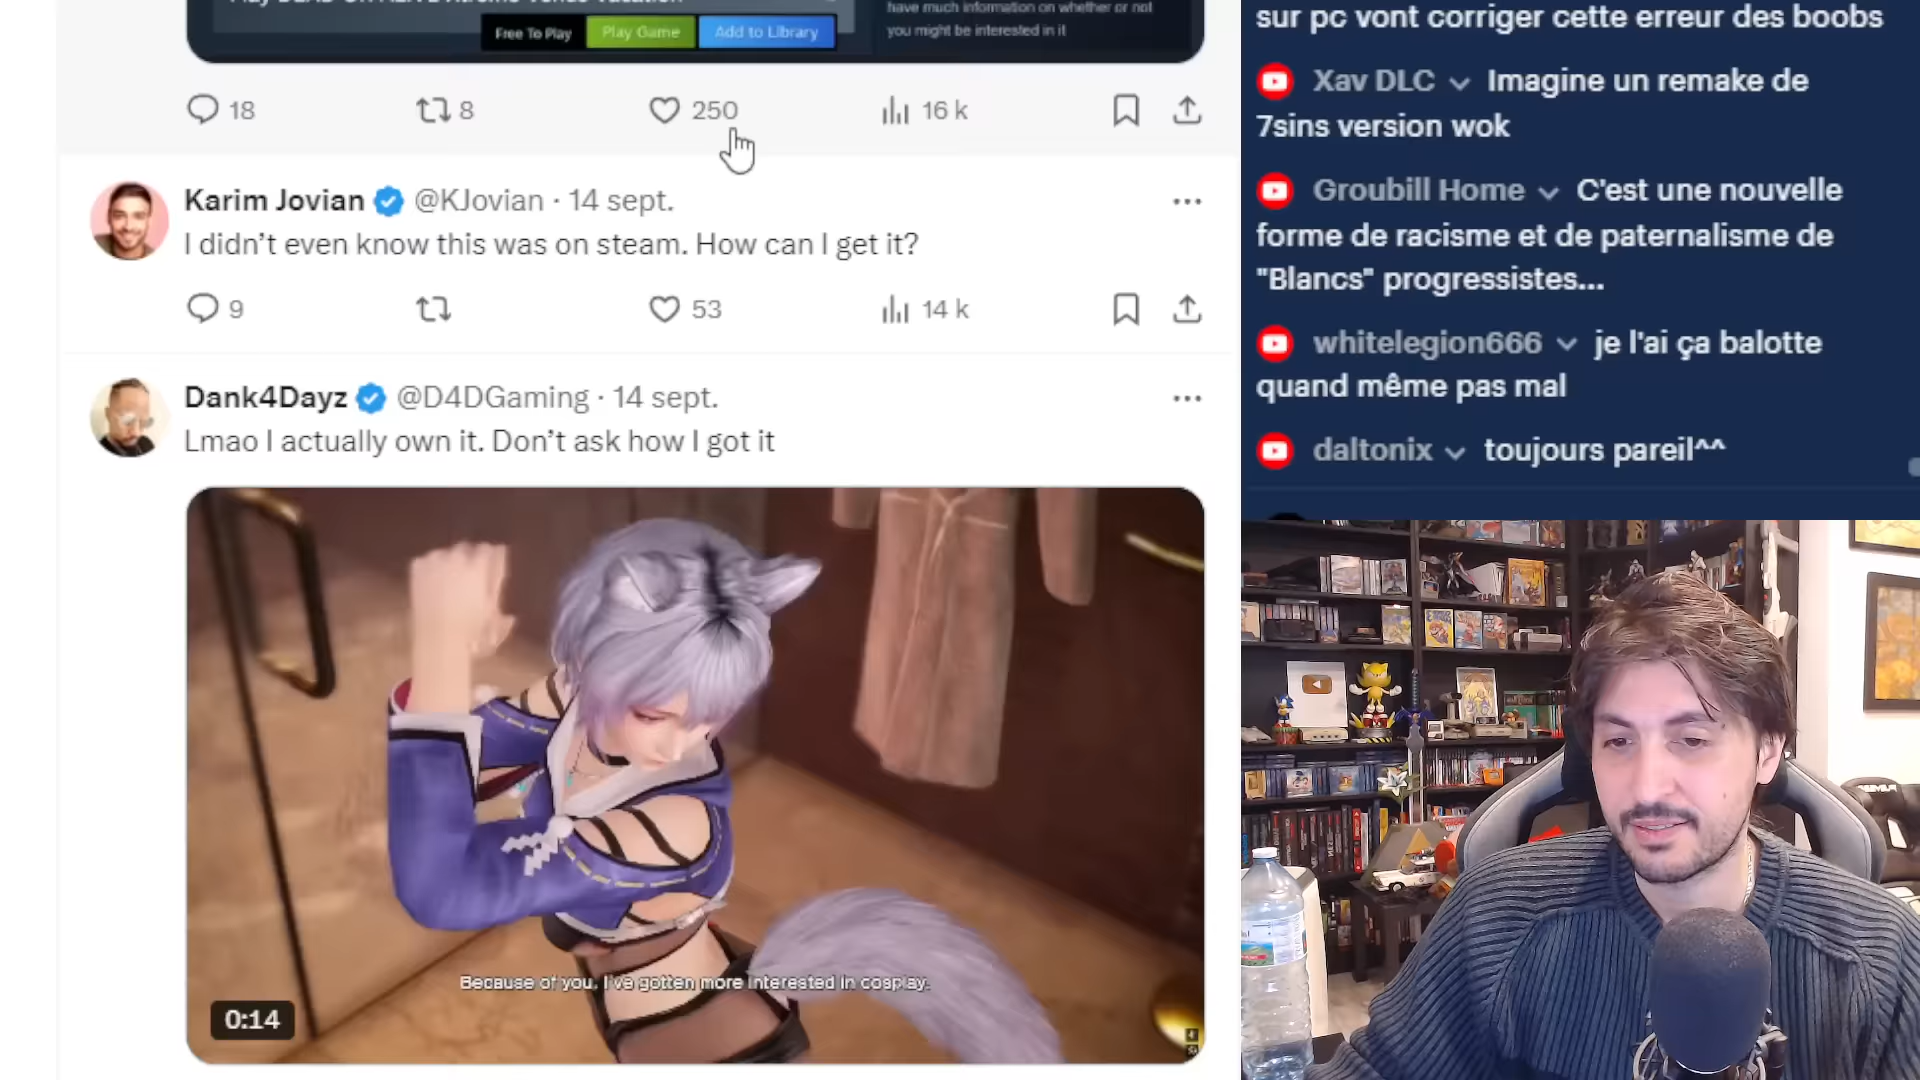 have much information on whether or not
Free To Play
Play Game
Add to Library
you might be interested in it
18
8
250
16 k
Karim Jovian @KJovian · 14 sept.
I didn’t even know this was on steam. How can I get it?
9
53
14 k
Dank4Dayz @D4DGaming · 14 sept.
Lmao I actually own it. Don’t ask how I got it
Because of you, I've gotten more interested in cosplay.
0:14
sur pc vont corriger cette erreur des boobs
Xav DLC Imagine un remake de
7sins version wok
Groubill Home C'est une nouvelle
forme de racisme et de paternalisme de
"Blancs" progressistes...
whitelegion666 je l'ai ça balotte
quand même pas mal
daltonix toujours pareil^^